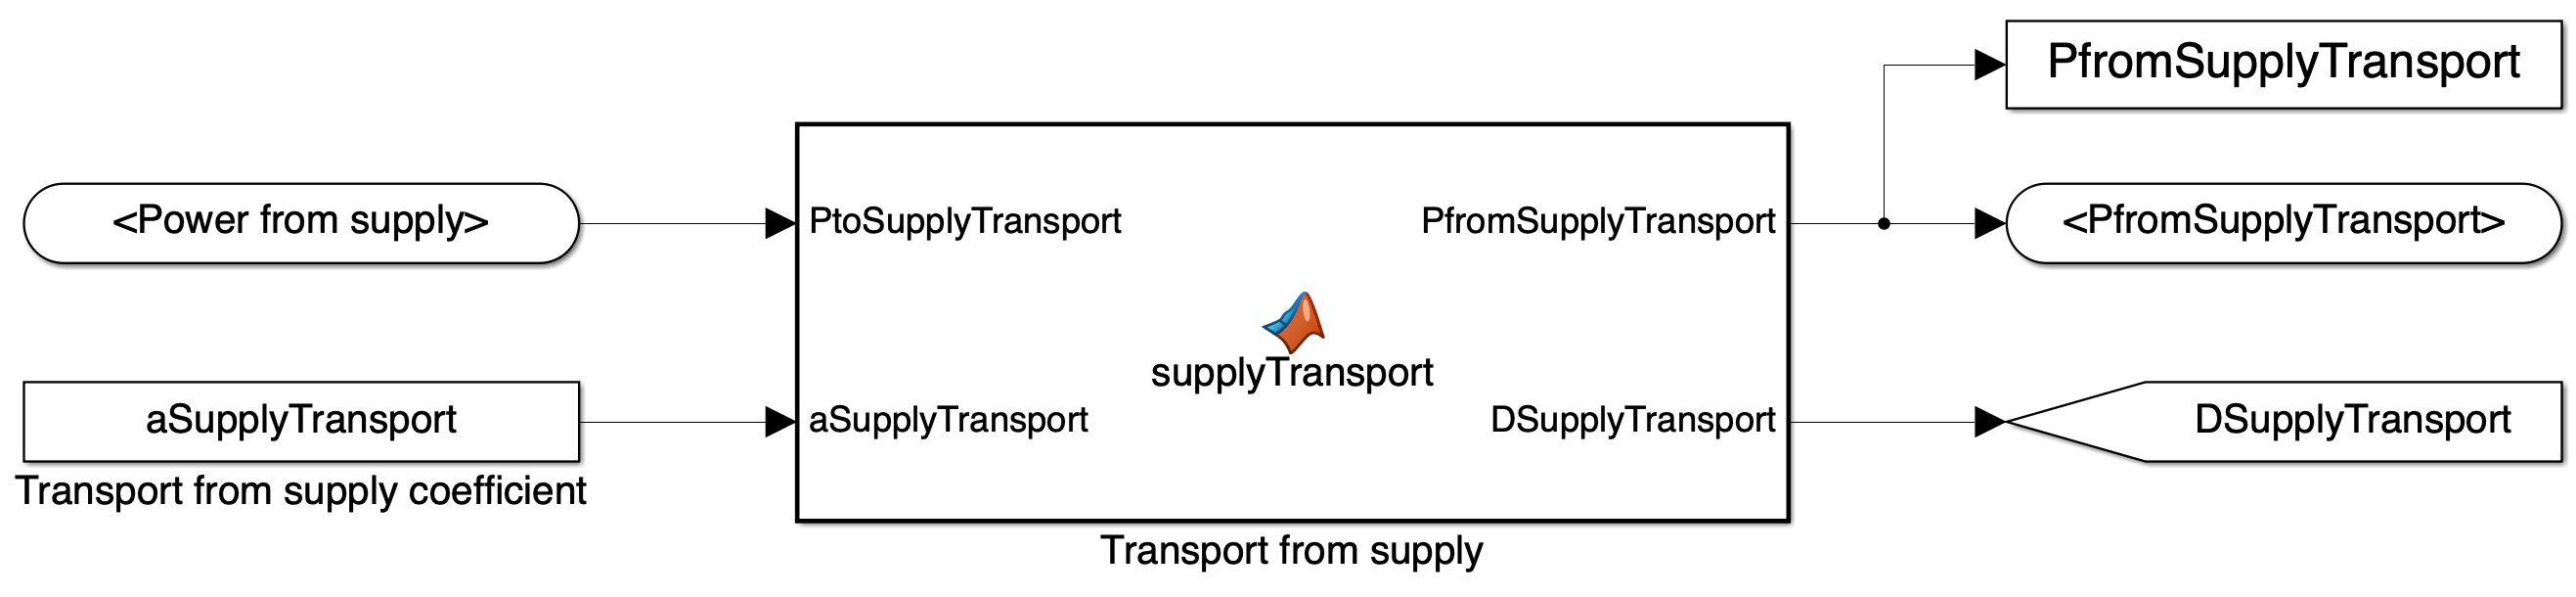 PfromSupplyTransport
<Power from supply>
PtoSupplyTransport
PfromSupplyTransport
<PfromSupplyTransport>
supplyTransport
aSupplyTransport
aSupplyTransport
DSupplyTransport
DSupplyTransport
Transport from supply coefficient
Transport from supply